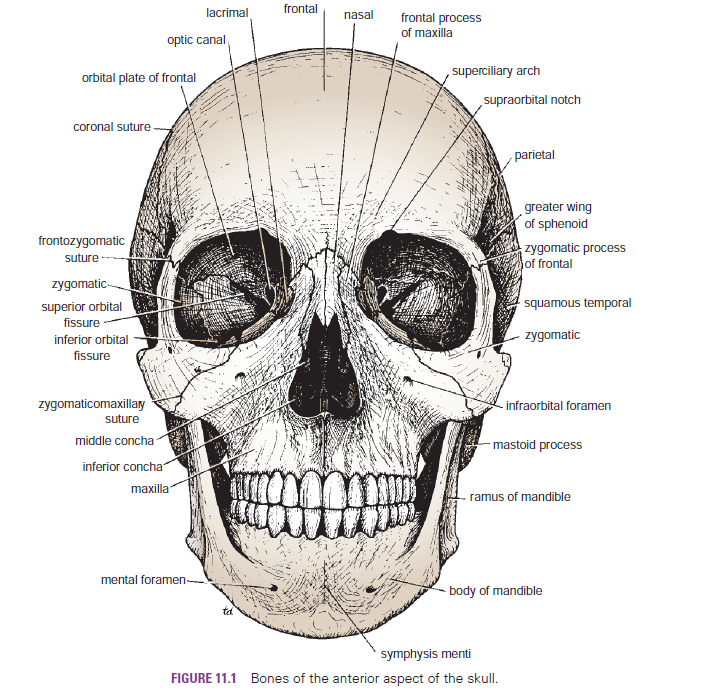 lacrimal
frontal
nasal
frontal process
of maxilla
optic canal
orbital plate of frontal
superciliary arch
supraorbital notch
coronal suture
parietal
greater wing
of sphenoid
frontozygomatic
suture
zygomatic process
of frontal
zygomatic
superior orbital
fissure
squamous temporal
inferior orbital
fissure
zygomatic
zygomaticomaxillary
suture
infraorbital foramen
middle concha
mastoid process
inferior concha
maxilla
ramus of mandible
mental foramen
body of mandible
td
symphysis menti
FIGURE 11.1 Bones of the anterior aspect of the skull.